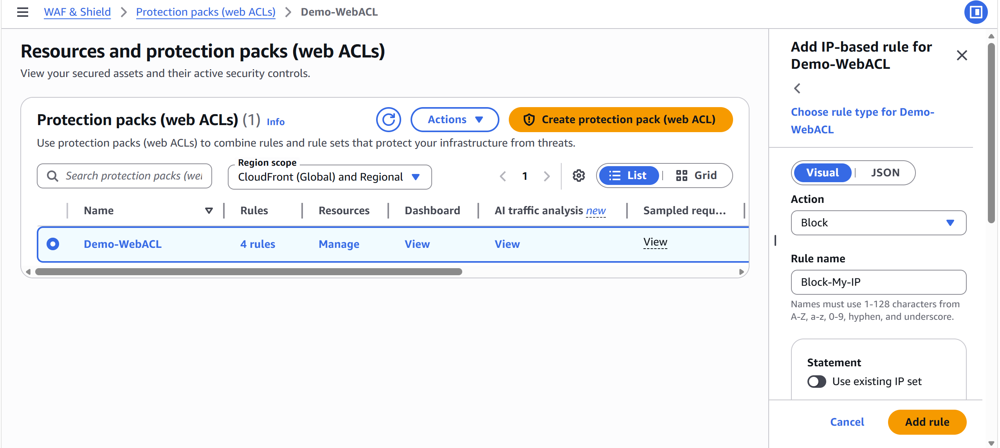 WAF & Shield > Protection packs (web ACLs) > Demo-WebACL
Resources and protection packs (web ACLs)
View your secured assets and their active security controls.
Protection packs (web ACLs) (1) Info
Actions
Create protection pack (web ACL)
Use protection packs (web ACLs) to combine rules and rule sets that protect your infrastructure from threats.
Search protection packs (we
Region scope
CloudFront (Global) and Regional
1
List
Grid
Name Rules Resources Dashboard AI traffic analysis new Sampled requ...
Demo-WebACL 4 rules Manage View View View
Add IP-based rule for
Demo-WebACL
Choose rule type for Demo-
WebACL
Visual
JSON
Action
Block
Rule name
Block-My-IP
Names must use 1-128 characters from
A-Z, a-z, 0-9, hyphen, and underscore.
Statement
Use existing IP set
Cancel
Add rule